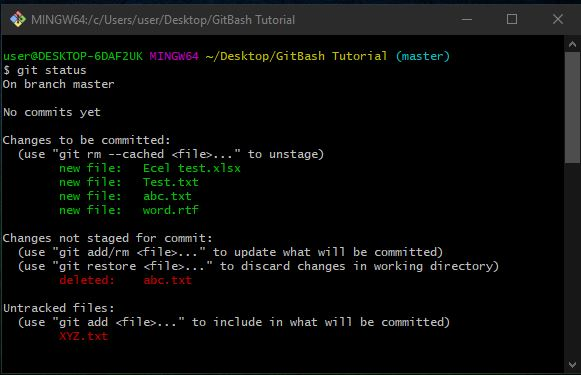 MINGW64:/c/Users/user/Desktop/GitBash Tutorial
user@DESKTOP-6DAF2UK MINGW64 ~/Desktop/GitBash Tutorial (master)
$ git status
On branch master
No commits yet
Changes to be committed:
  (use "git rm --cached <file>..." to unstage)
        new file:   Ecel test.xlsx
        new file:   Test.txt
        new file:   abc.txt
        new file:   word.rtf
Changes not staged for commit:
  (use "git add/rm <file>..." to update what will be committed)
  (use "git restore <file>..." to discard changes in working directory)
        deleted:    abc.txt
Untracked files:
  (use "git add <file>..." to include in what will be committed)
        XYZ.txt